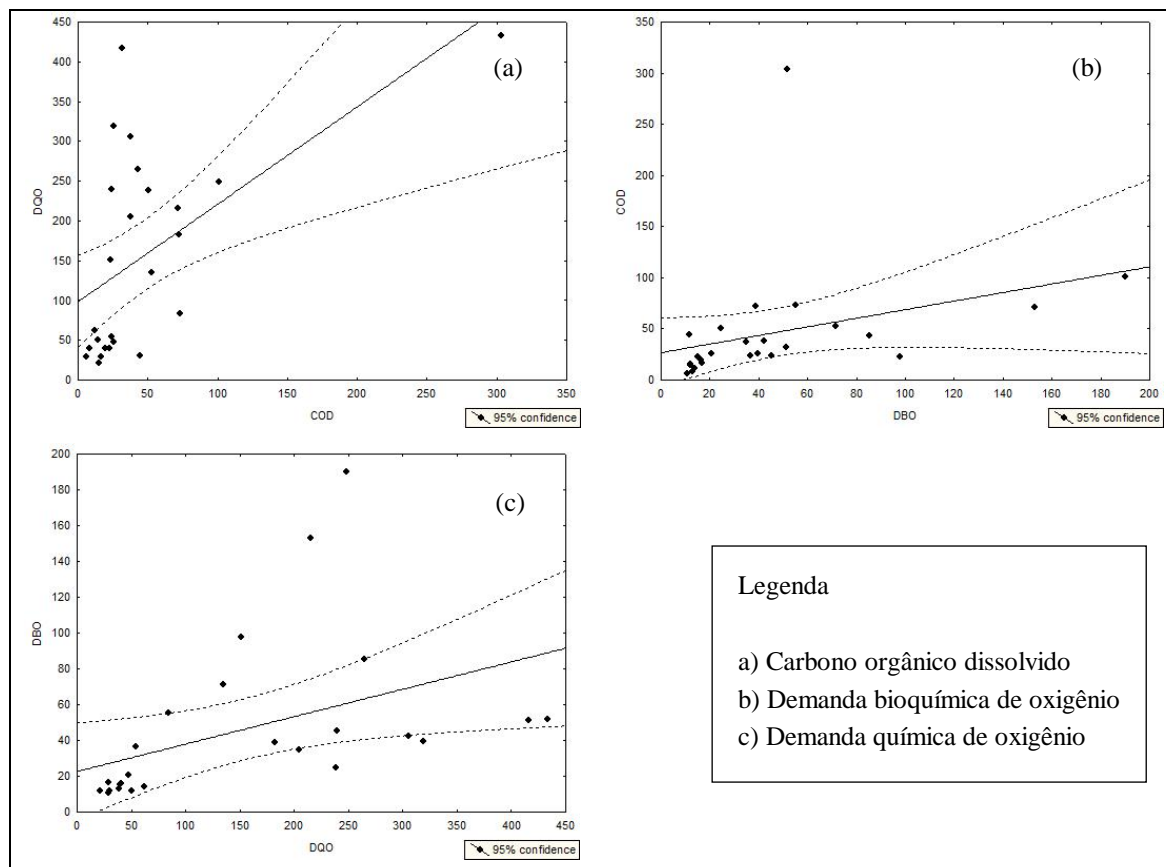 450
400
350
300
250
200
150
100
50
0
DQO
(a)
0 50 100 150 200 250 300 350
COD
95% confidence
350
300
250
200
150
100
50
0
COD
(b)
0 20 40 60 80 100 120 140 160 180 200
DBO
95% confidence
200
180
160
140
120
100
80
60
40
20
0
DBO
(c)
0 50 100 150 200 250 300 350 400 450
DQO
95% confidence
Legenda
a) Carbono orgânico dissolvido
b) Demanda bioquímica de oxigênio
c) Demanda química de oxigênio